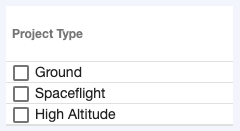 Project Type
Ground
Spaceflight
High Altitude